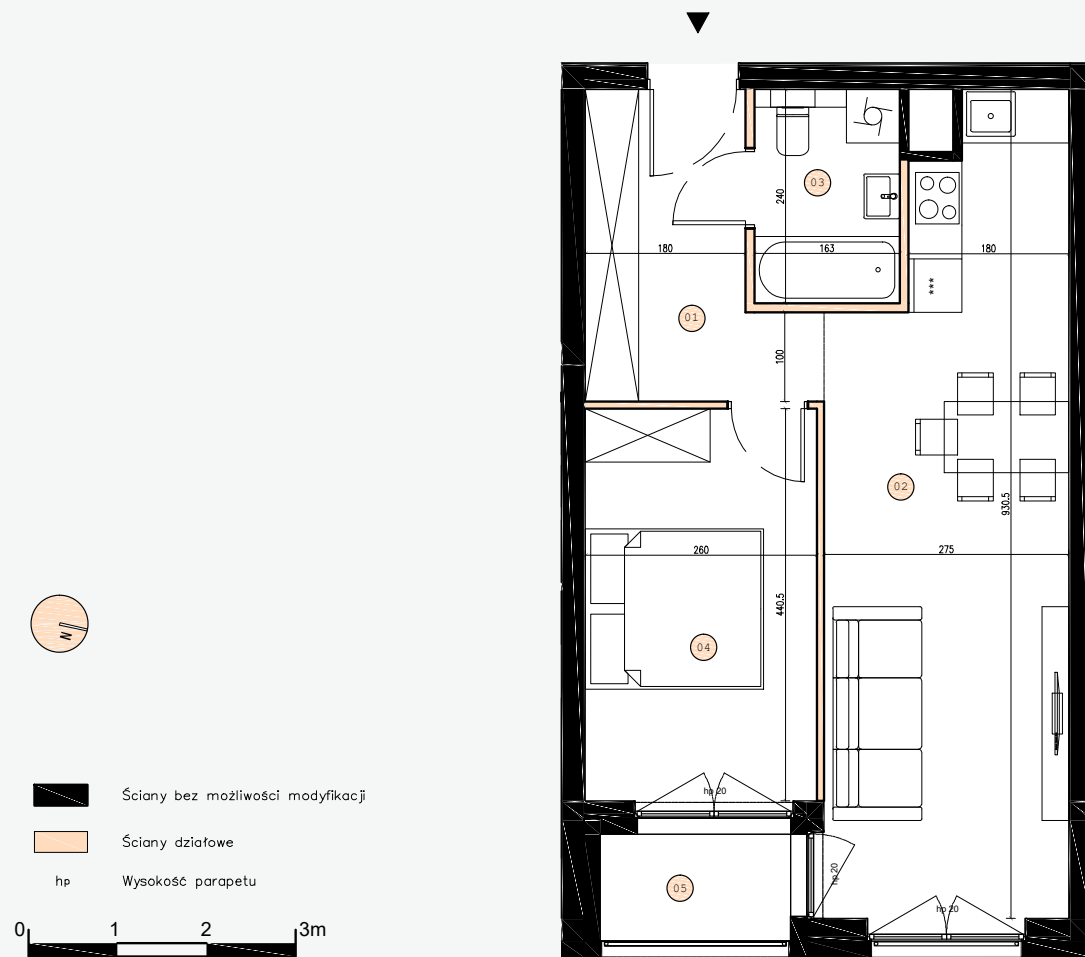 03
240
180
163
180
***
01
100
02
930.5
260
275
440.5
04
N
hp 20
Ściany bez możliwości modyfikacji
Ściany działowe
hp 20
hp Wysokość parapetu
05
hp 20
0 1 2 3m